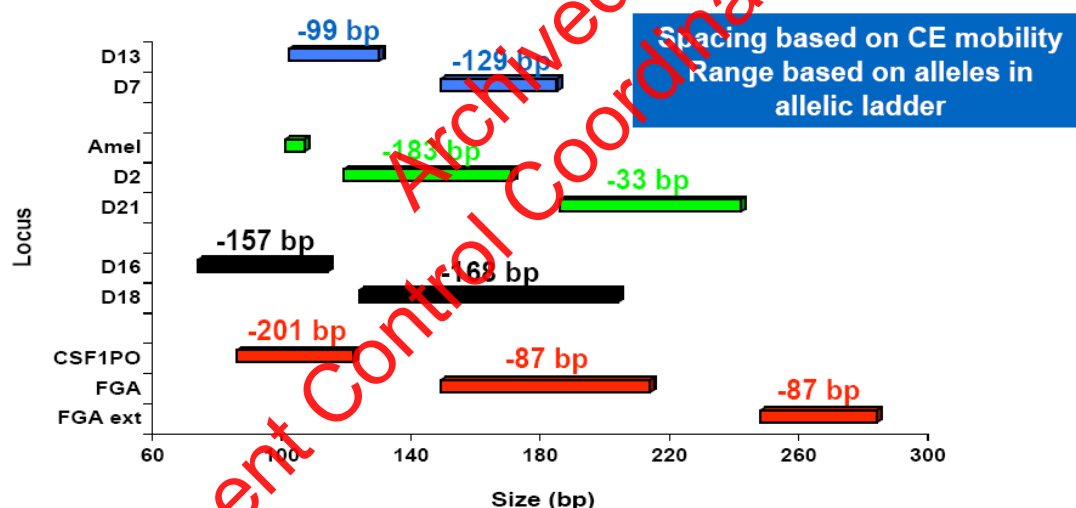 Spacing based on CE mobility
Range based on alleles in
allelic ladder
-99 bp
D13
-129 bp
D7
Amel
-183 bp
D2
-33 bp
D21
-157 bp
D16
-168 bp
D18
-201 bp
CSF1PO
-87 bp
FGA
-87 bp
FGA ext
Locus
60
100
140
180
220
260
300
Size (bp)
Archived
Control